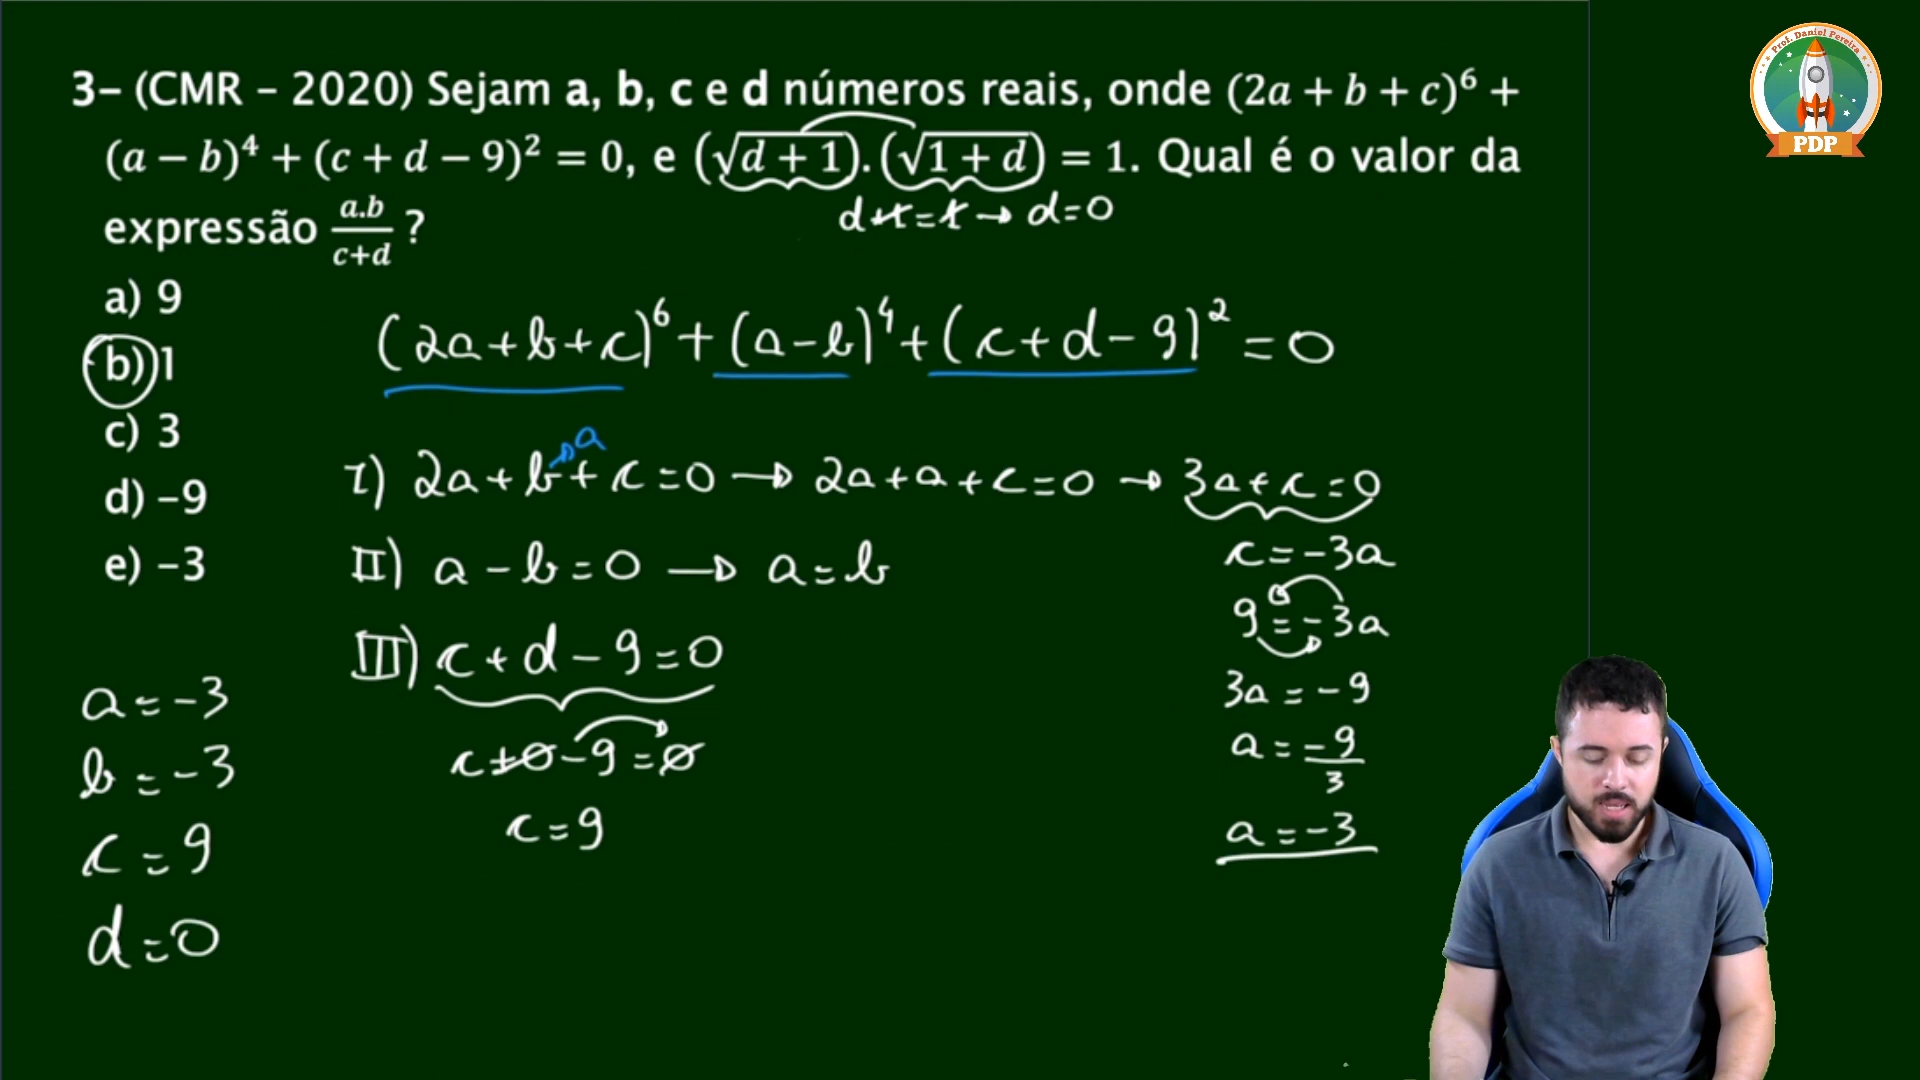 3- (CMR – 2020) Sejam a, b, c e d números reais, onde (2a + b + c)⁶ +
(a − b)⁴ + (c + d − 9)² = 0, e (√d + 1).(√1 + d) = 1. Qual é o valor da
expressão a.b/c+d ?
d+1=1→d=0
a) 9
b) 1
c) 3
d) −9
e) −3
(2a+b+c)⁶+(a-b)⁴+(c+d-9)²=0
a
I) 2a+b+c=0→2a+a+c=0→3a+c=0
II) a-b=0→a=b
III) c+d-9=0
c+0-9=0
c=9
c=-3a
9=-3a
3a=-9
a=-9/3
a=-3
a=-3
b=-3
c=9
d=0
Prof. Daniel Pereira
PDP